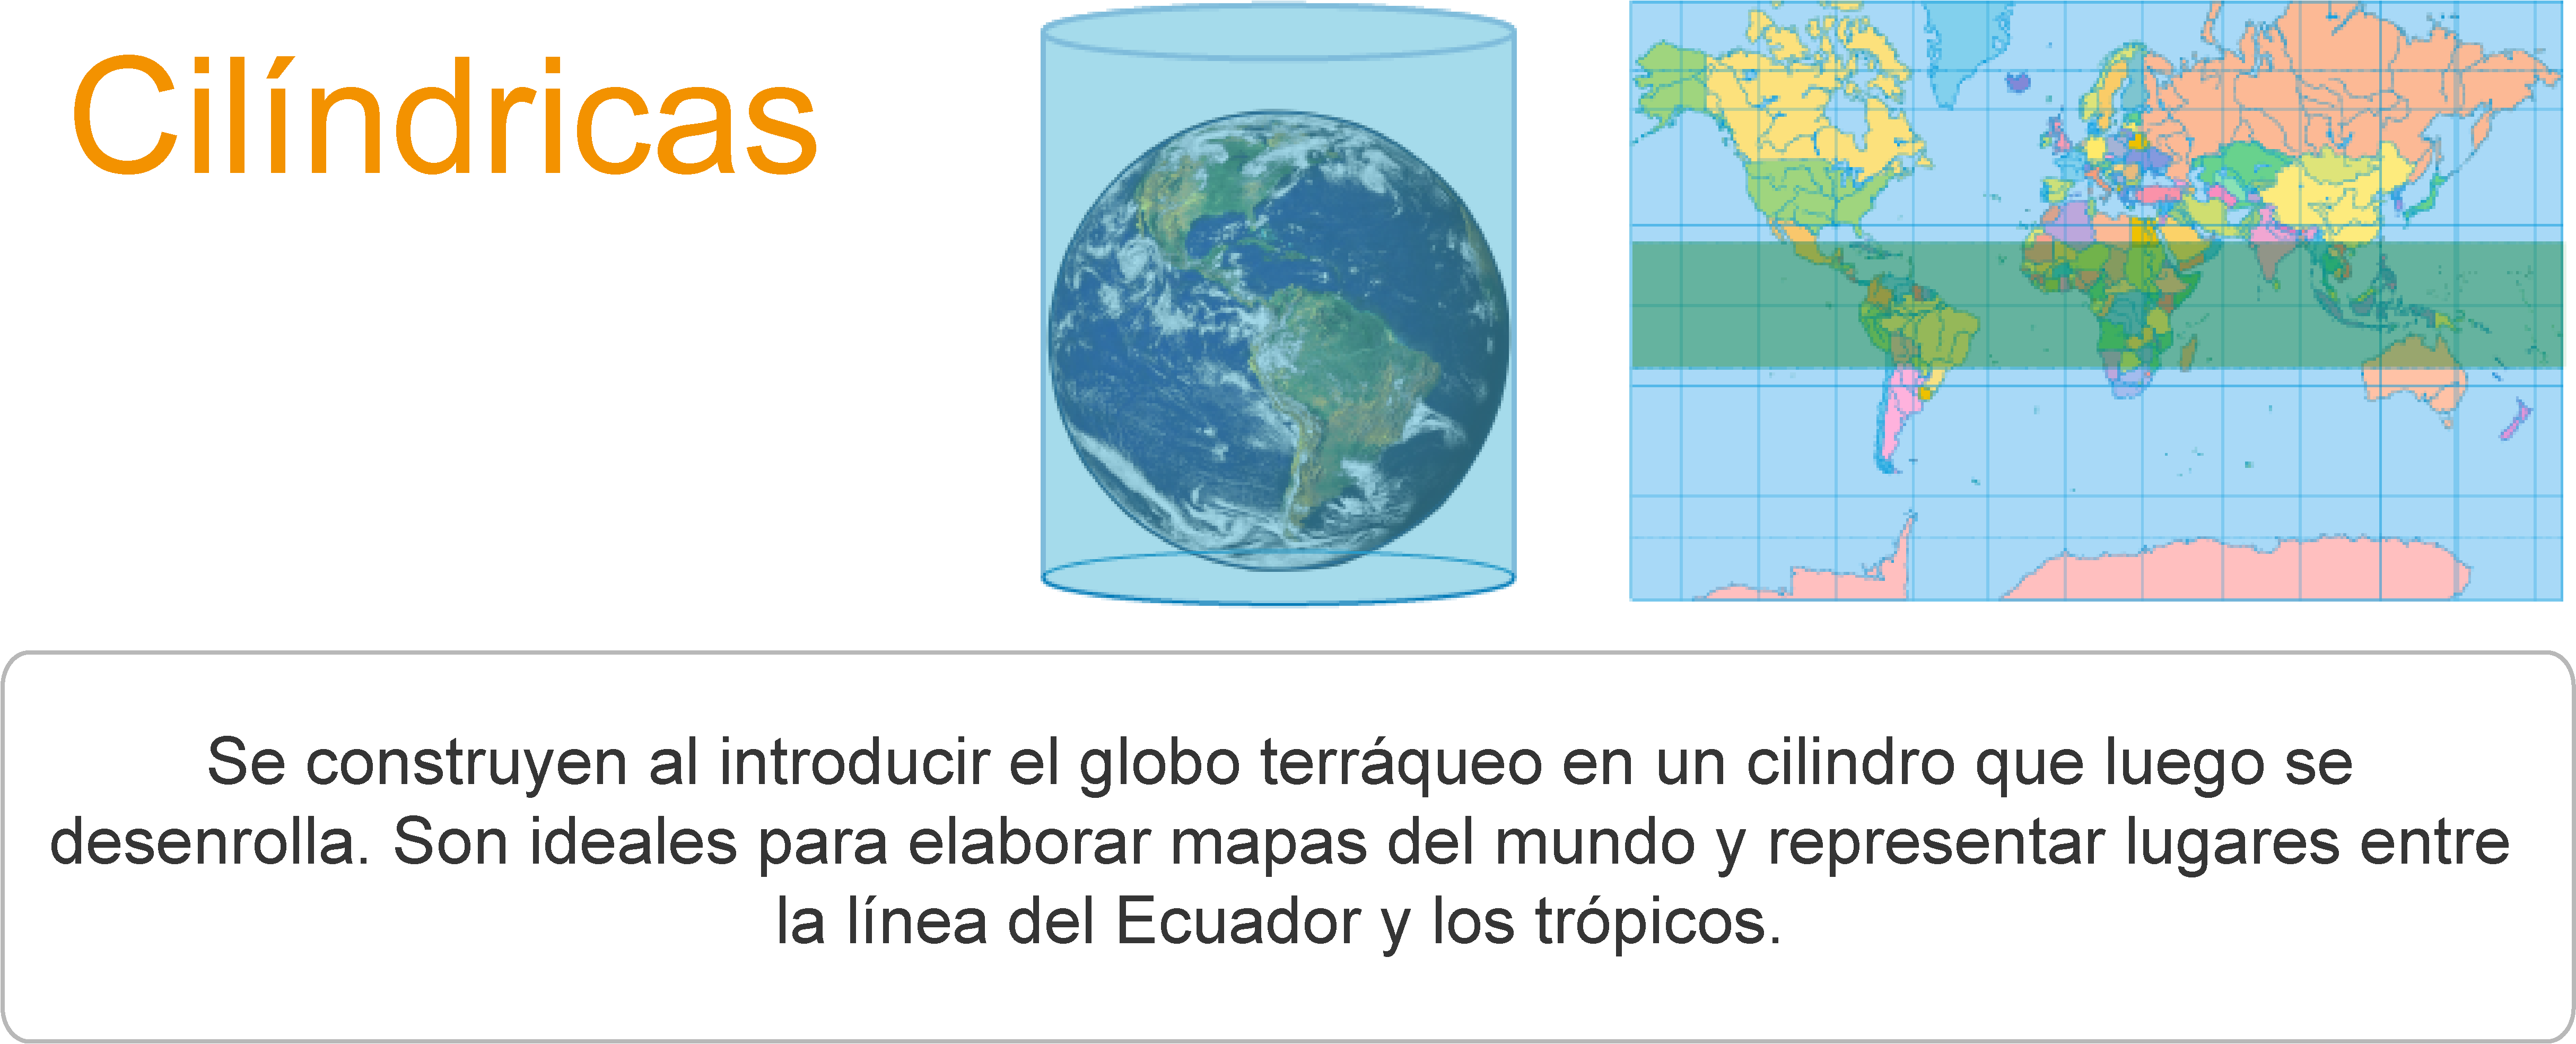 Cilíndricas
Se construyen al introducir el globo terráqueo en un cilindro que luego se
desenrolla. Son ideales para elaborar mapas del mundo y representar lugares entre
la línea del Ecuador y los trópicos.